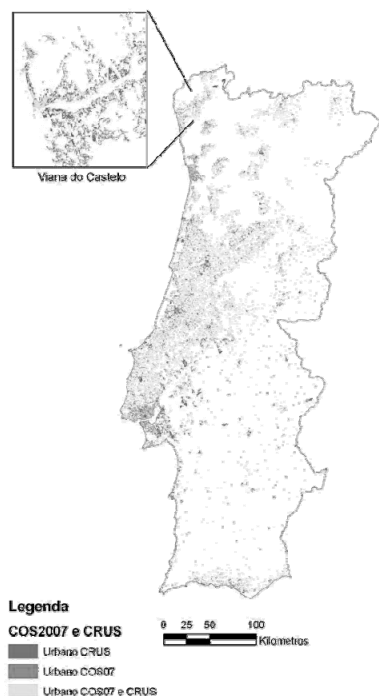 Viana do Castelo
Legenda
COS2007 e CRUS
Urbano CRUS
Urbano COS07
Urbano COS07 e CRUS
0 25 50 100
Kilometros